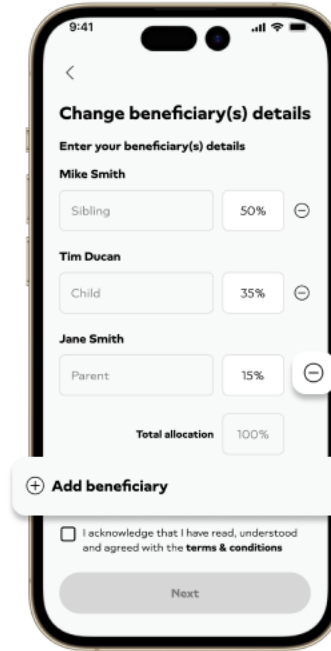 9:41
Change beneficiary(s) details
Enter your beneficiary(s) details
Mike Smith
Sibling 50%
Tim Ducan
Child 35%
Jane Smith
Parent 15%
Total allocation 100%
Add beneficiary
I acknowledge that I have read, understood
and agreed with the terms & conditions
Next